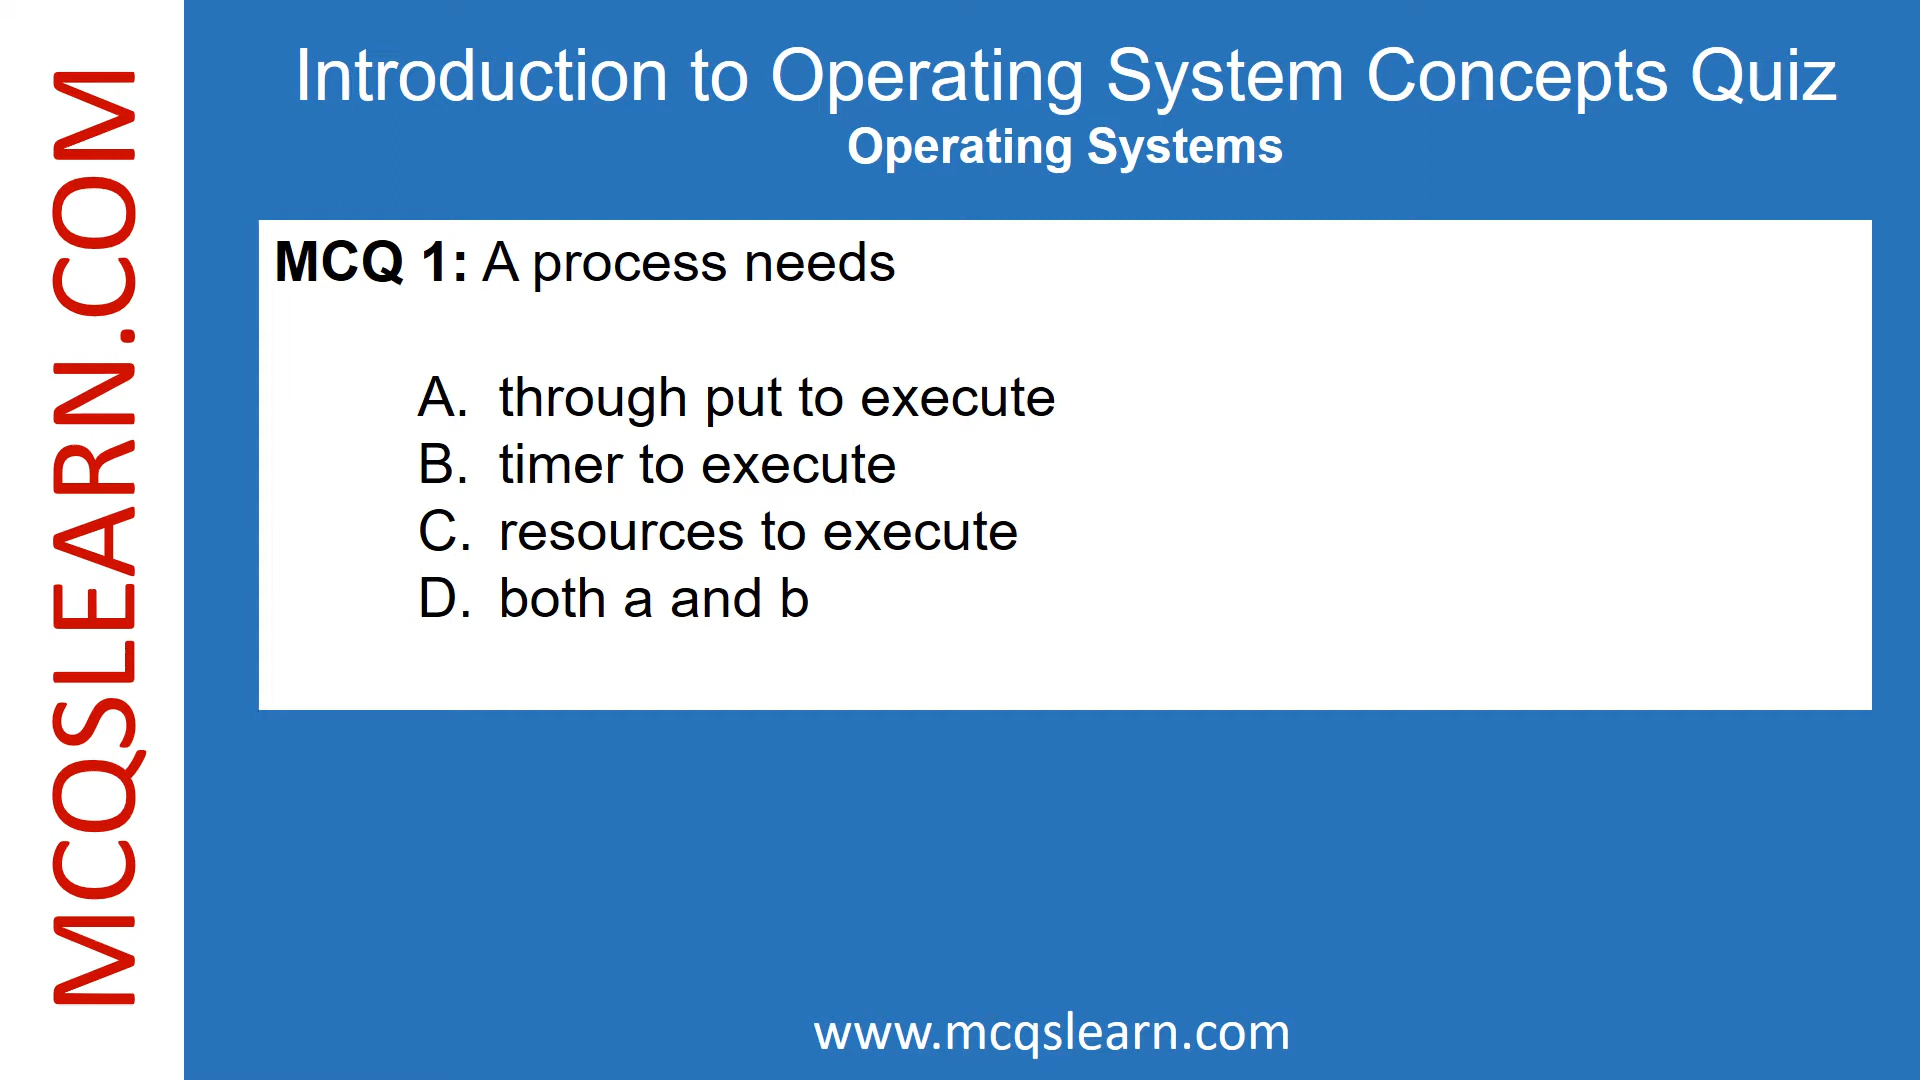 MCQSLEARN.COM
Introduction to Operating System Concepts Quiz
Operating Systems
MCQ 1: A process needs
A. through put to execute
B. timer to execute
C. resources to execute
D. both a and b
www.mcqslearn.com